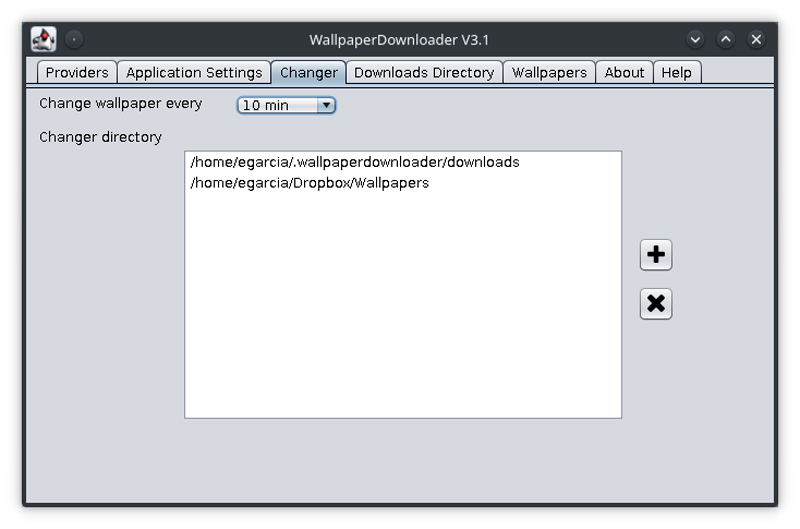 WallpaperDownloader V3.1
Providers Application Settings Changer Downloads Directory Wallpapers About Help
Change wallpaper every 10 min
Changer directory
/home/egarcia/.wallpaperdownloader/downloads
/home/egarcia/Dropbox/Wallpapers